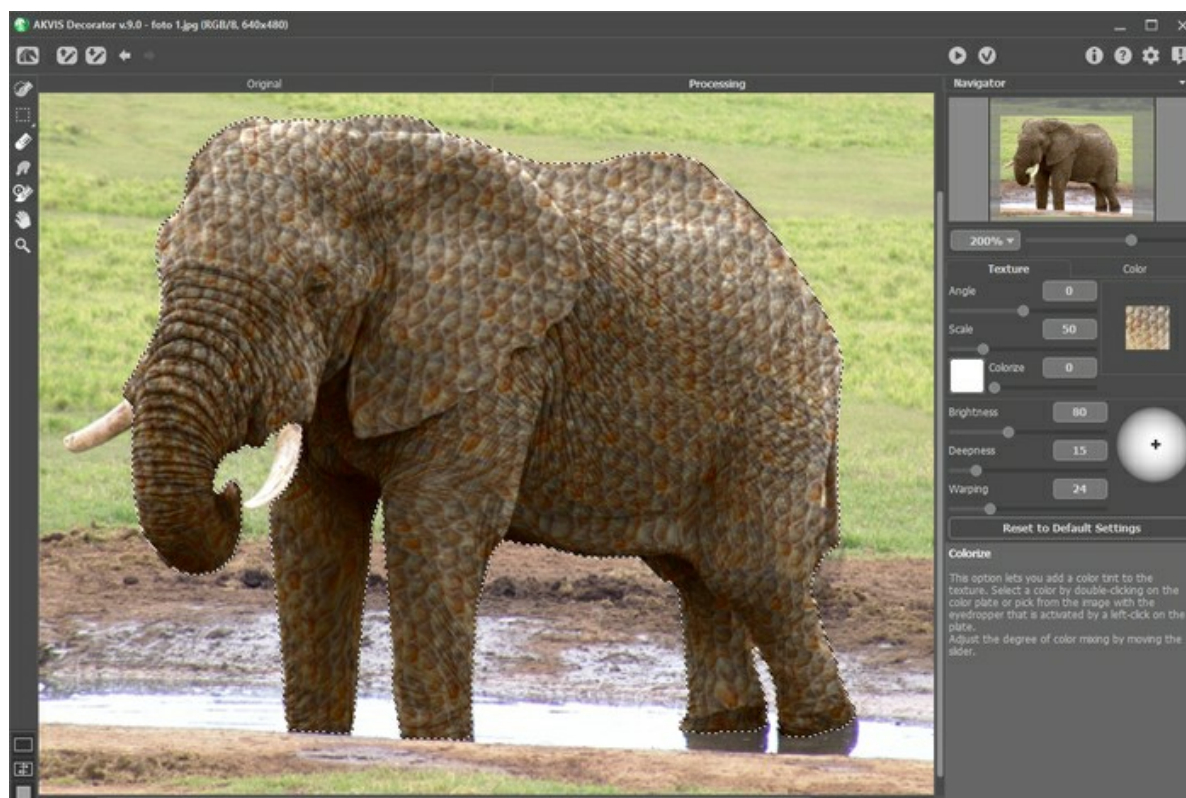 AKVIS Decorator v.9.0 - foto 1.jpg (RGB/8, 640x480)
Original
Processing
Navigator
200%
Texture
Color
Angle
0
Scale
50
Colorize
0
Brightness
80
Deepness
15
Warping
24
Reset to Default Settings
Colorize
This option lets you add a color tint to the
texture. Select a color by double-clicking on the
color plate or pick from the image with the
eyedropper that is activated by a left-click on the
plate.
Adjust the degree of color mixing by moving the
slider.